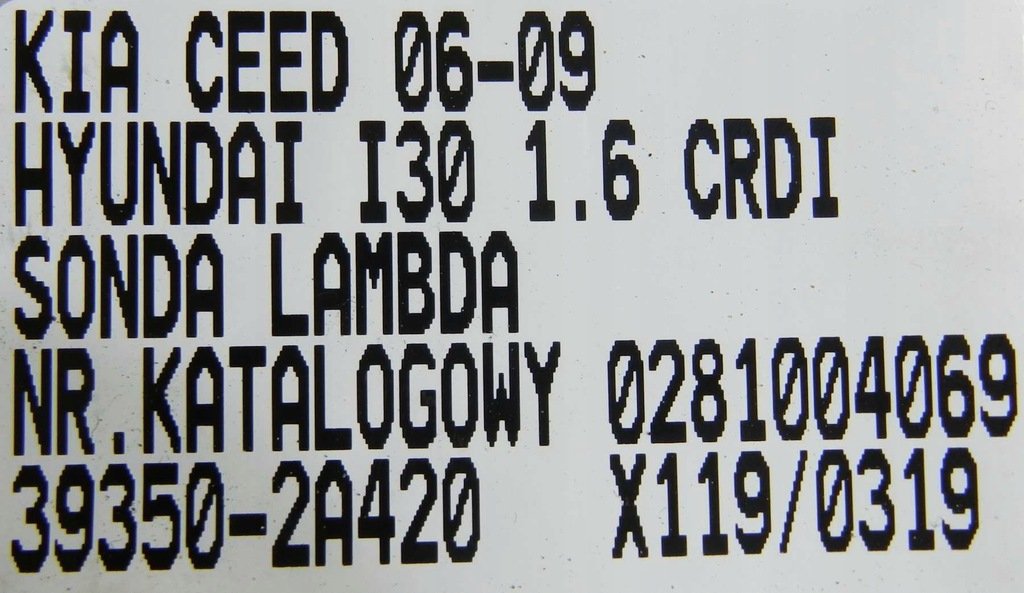 KIA CEED 06-09
HYUNDAI I30 1.6 CRDI
SONDA LAMBDA
NR.KATALOGOWY 0281004069
39350-2A420 X119/0319